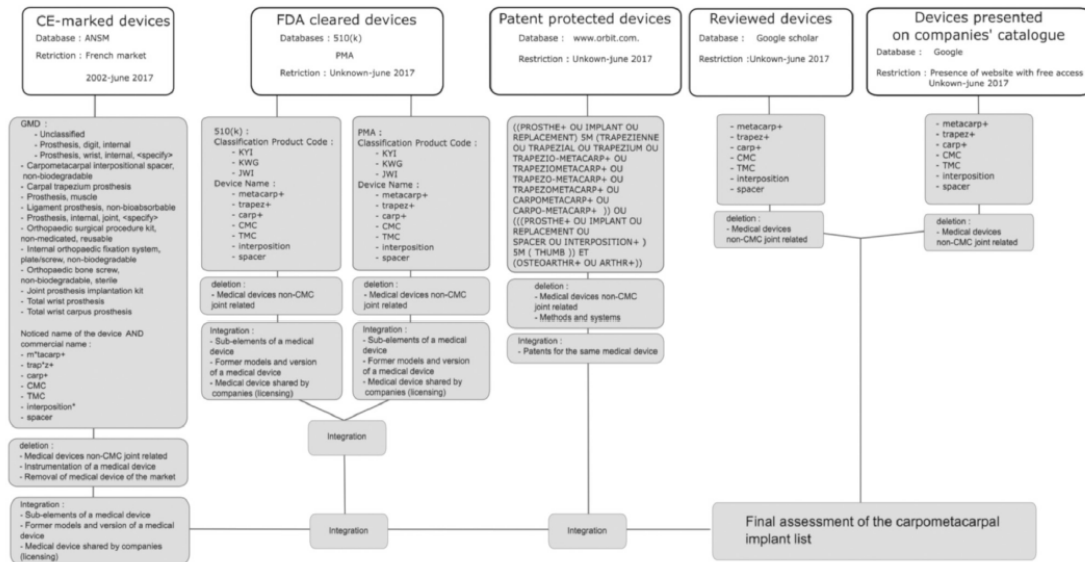 CE-marked devices
Database : ANSM
Retriction : French market
2002-june 2017
FDA cleared devices
Databases : 510(k)
PMA
Retriction : Unknown-june 2017
Patent protected devices
Database : www.orbit.com.
Restriction : Unkown-june 2017
Reviewed devices
Database : Google scholar
Restriction :Unkown-june 2017
Devices presented
on companies' catalogue
Database : Google
Restriction : Presence of website with free access
Unkown-june 2017
GMD :
- Unclassified
- Prosthesis, digit, internal
- Prosthesis, wrist, internal, <specify>
- Carpometacarpal interpositional spacer,
non-biodegradable
- Carpal trapezium prosthesis
- Prosthesis, muscle
- Ligament prosthesis, non-bioabsorbable
- Prosthesis, internal, joint, <specify>
- Orthopaedic surgical procedure kit,
non-medicated, reusable
- Internal orthopaedic fixation system,
plate/screw, non-biodegradable
- Orthopaedic bone screw,
non-biodegradable, sterile
- Joint prosthesis implantation kit
- Total wrist prosthesis
- Total wrist carpus prosthesis
Noticed name of the device AND
commercial name :
- m*tacarp+
- trap*z+
- carp+
- CMC
- TMC
- interposition*
- spacer
deletion :
- Medical devices non-CMC joint related
- Instrumentation of a medical device
- Removal of marked device of the market
Integration :
- Sub-elements of a medical device
- Former models and version of a medical
device
- Medical device shared by companies
(licensing)
510(k) :
Classification Product Code :
- KYI
- KWG
- JWI
Device Name :
- metacarp+
- trapez+
- carp+
- CMC
- TMC
- interposition
- spacer
deletion :
- Medical devices non-CMC
joint related
Integration :
- Sub-elements of a medical
device
- Former models and version
of a medical device
- Medical device shared by
companies (licensing)
PMA :
Classification Product Code :
- KYI
- KWG
- JWI
Device Name :
- metacarp+
- trapez+
- carp+
- CMC
- TMC
- interposition
- spacer
deletion :
- Medical devices non-CMC
joint related
Integration :
- Sub-elements of a medical
device
- Former models and version
of a medical device
- Medical device shared by
companies (licensing)
Integration
Integration
((PROSTHE+ OU IMPLANT OU
REPLACEMENT) 5M (TRAPEZIENNE
OU TRAPEZIAL OU TRAPEZIUM OU
TRAPEZIO-METACARP+ OU
TRAPEZIOMETACARP+ OU
TRAPEZO-METACARP+ OU
TRAPEZOMETACARP+ OU
CARPOMETACARP+ OU
CARPO-METACARP+ )) OU
(((PROSTHE+ OU IMPLANT OU
REPLACEMENT OU
SPACER OU INTERPOSITION+ )
5M ( THUMB )) ET
(OSTEOARTHR+ OU ARTHR+))
deletion :
- Medical devices non-CMC
joint related
- Methods and systems
Integration :
- Patents for the same medical device
Integration
- metacarp+
- trapez+
- carp+
- CMC
- TMC
- interposition
- spacer
deletion :
- Medical devices
non-CMC joint related
- metacarp+
- trapez+
- carp+
- CMC
- TMC
- interposition
- spacer
deletion :
- Medical devices
non-CMC joint related
Final assessment of the carpometacarpal
implant list